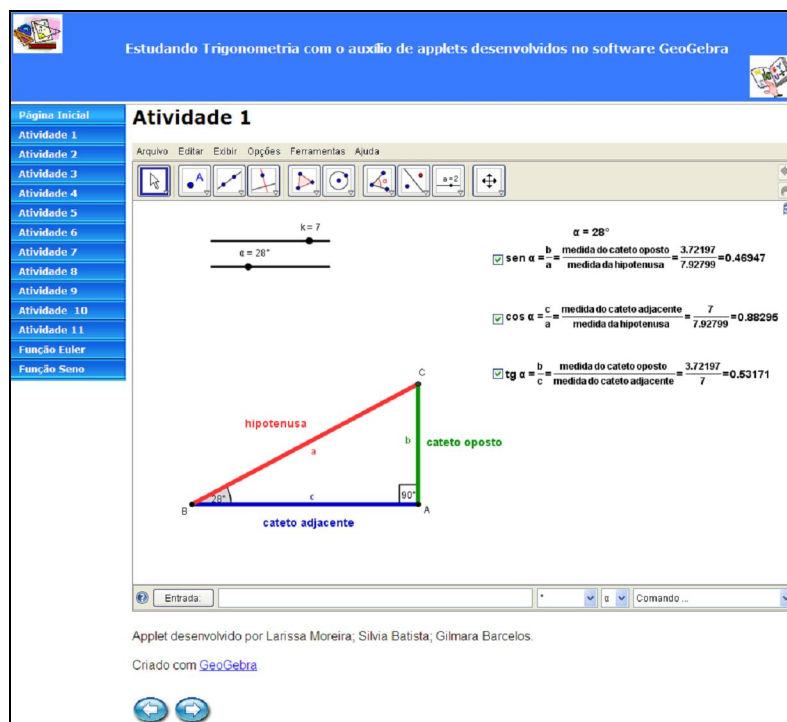 Estudando Trigonometria com o auxílio de applets desenvolvidos no software GeoGebra
Página Inicial
Atividade 1
Atividade 2
Atividade 3
Atividade 4
Atividade 5
Atividade 6
Atividade 7
Atividade 8
Atividade 9
Atividade 10
Atividade 11
Função Euler
Função Seno
Atividade 1
Arquivo Editar Exibir Opções Ferramentas Ajuda
A
a=2
k = 7
α = 28°
α = 28°
sen α = b/a = medida do cateto oposto/medida da hipotenusa = 3.72197/7.92799 = 0.46947
cos α = c/a = medida do cateto adjacente/medida da hipotenusa = 7/7.92799 = 0.88295
tg α = b/c = medida do cateto oposto/medida do cateto adjacente = 3.72197/7 = 0.53171
C
hipotenusa
a
b
cateto oposto
28°
c
90°
B
A
cateto adjacente
Entrada:
°
α
Comando ...
Applet desenvolvido por Larissa Moreira; Silvia Batista; Gilmara Barcelos.
Criado com GeoGebra